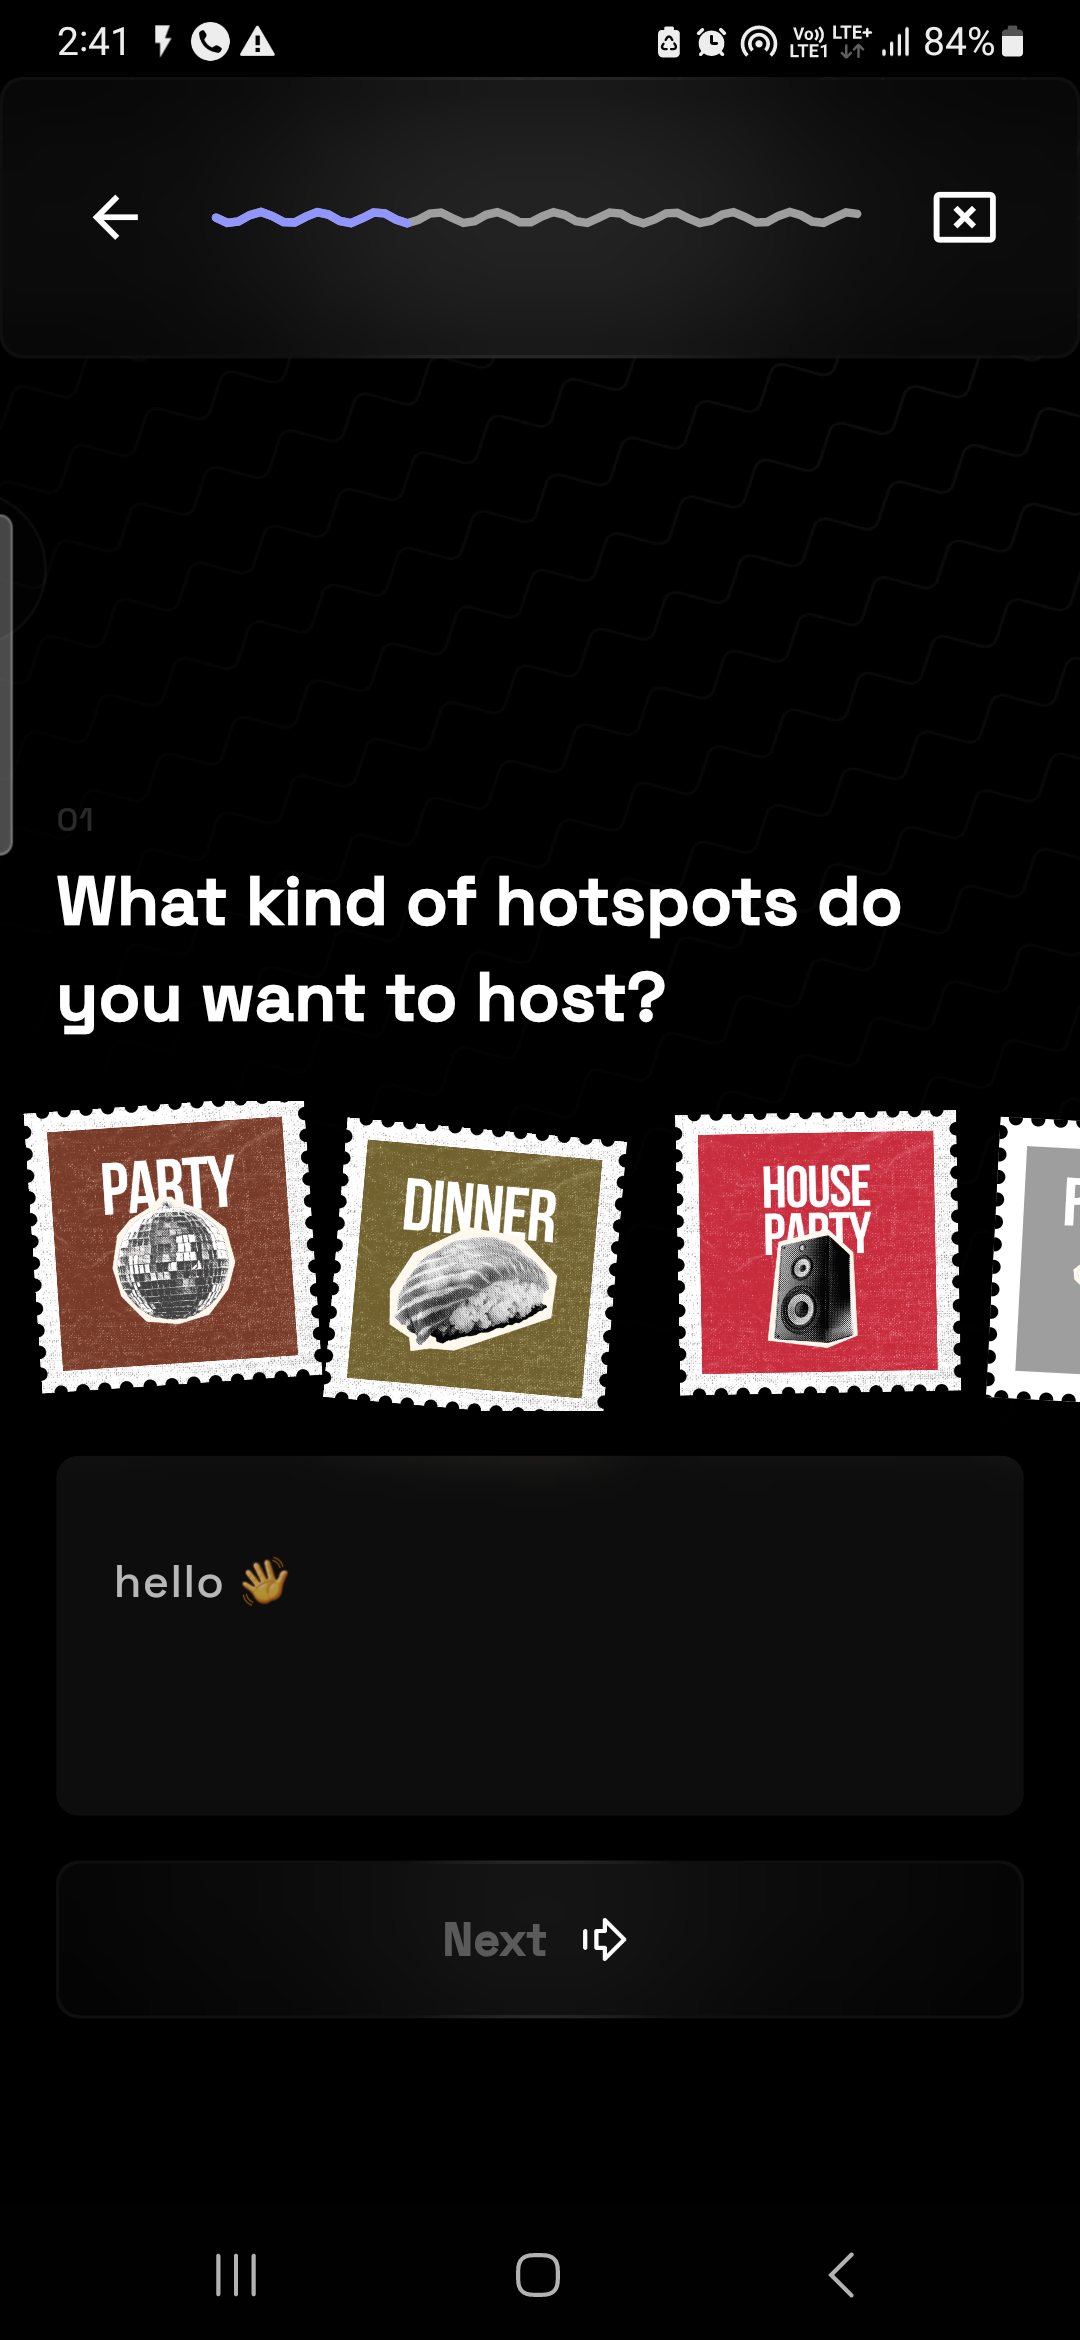 2:41
Vo)) LTE+
LTE1
84%
01
What kind of hotspots do
you want to host?
PARTY
DINNER
HOUSE
PARTY
hello 👋
Next